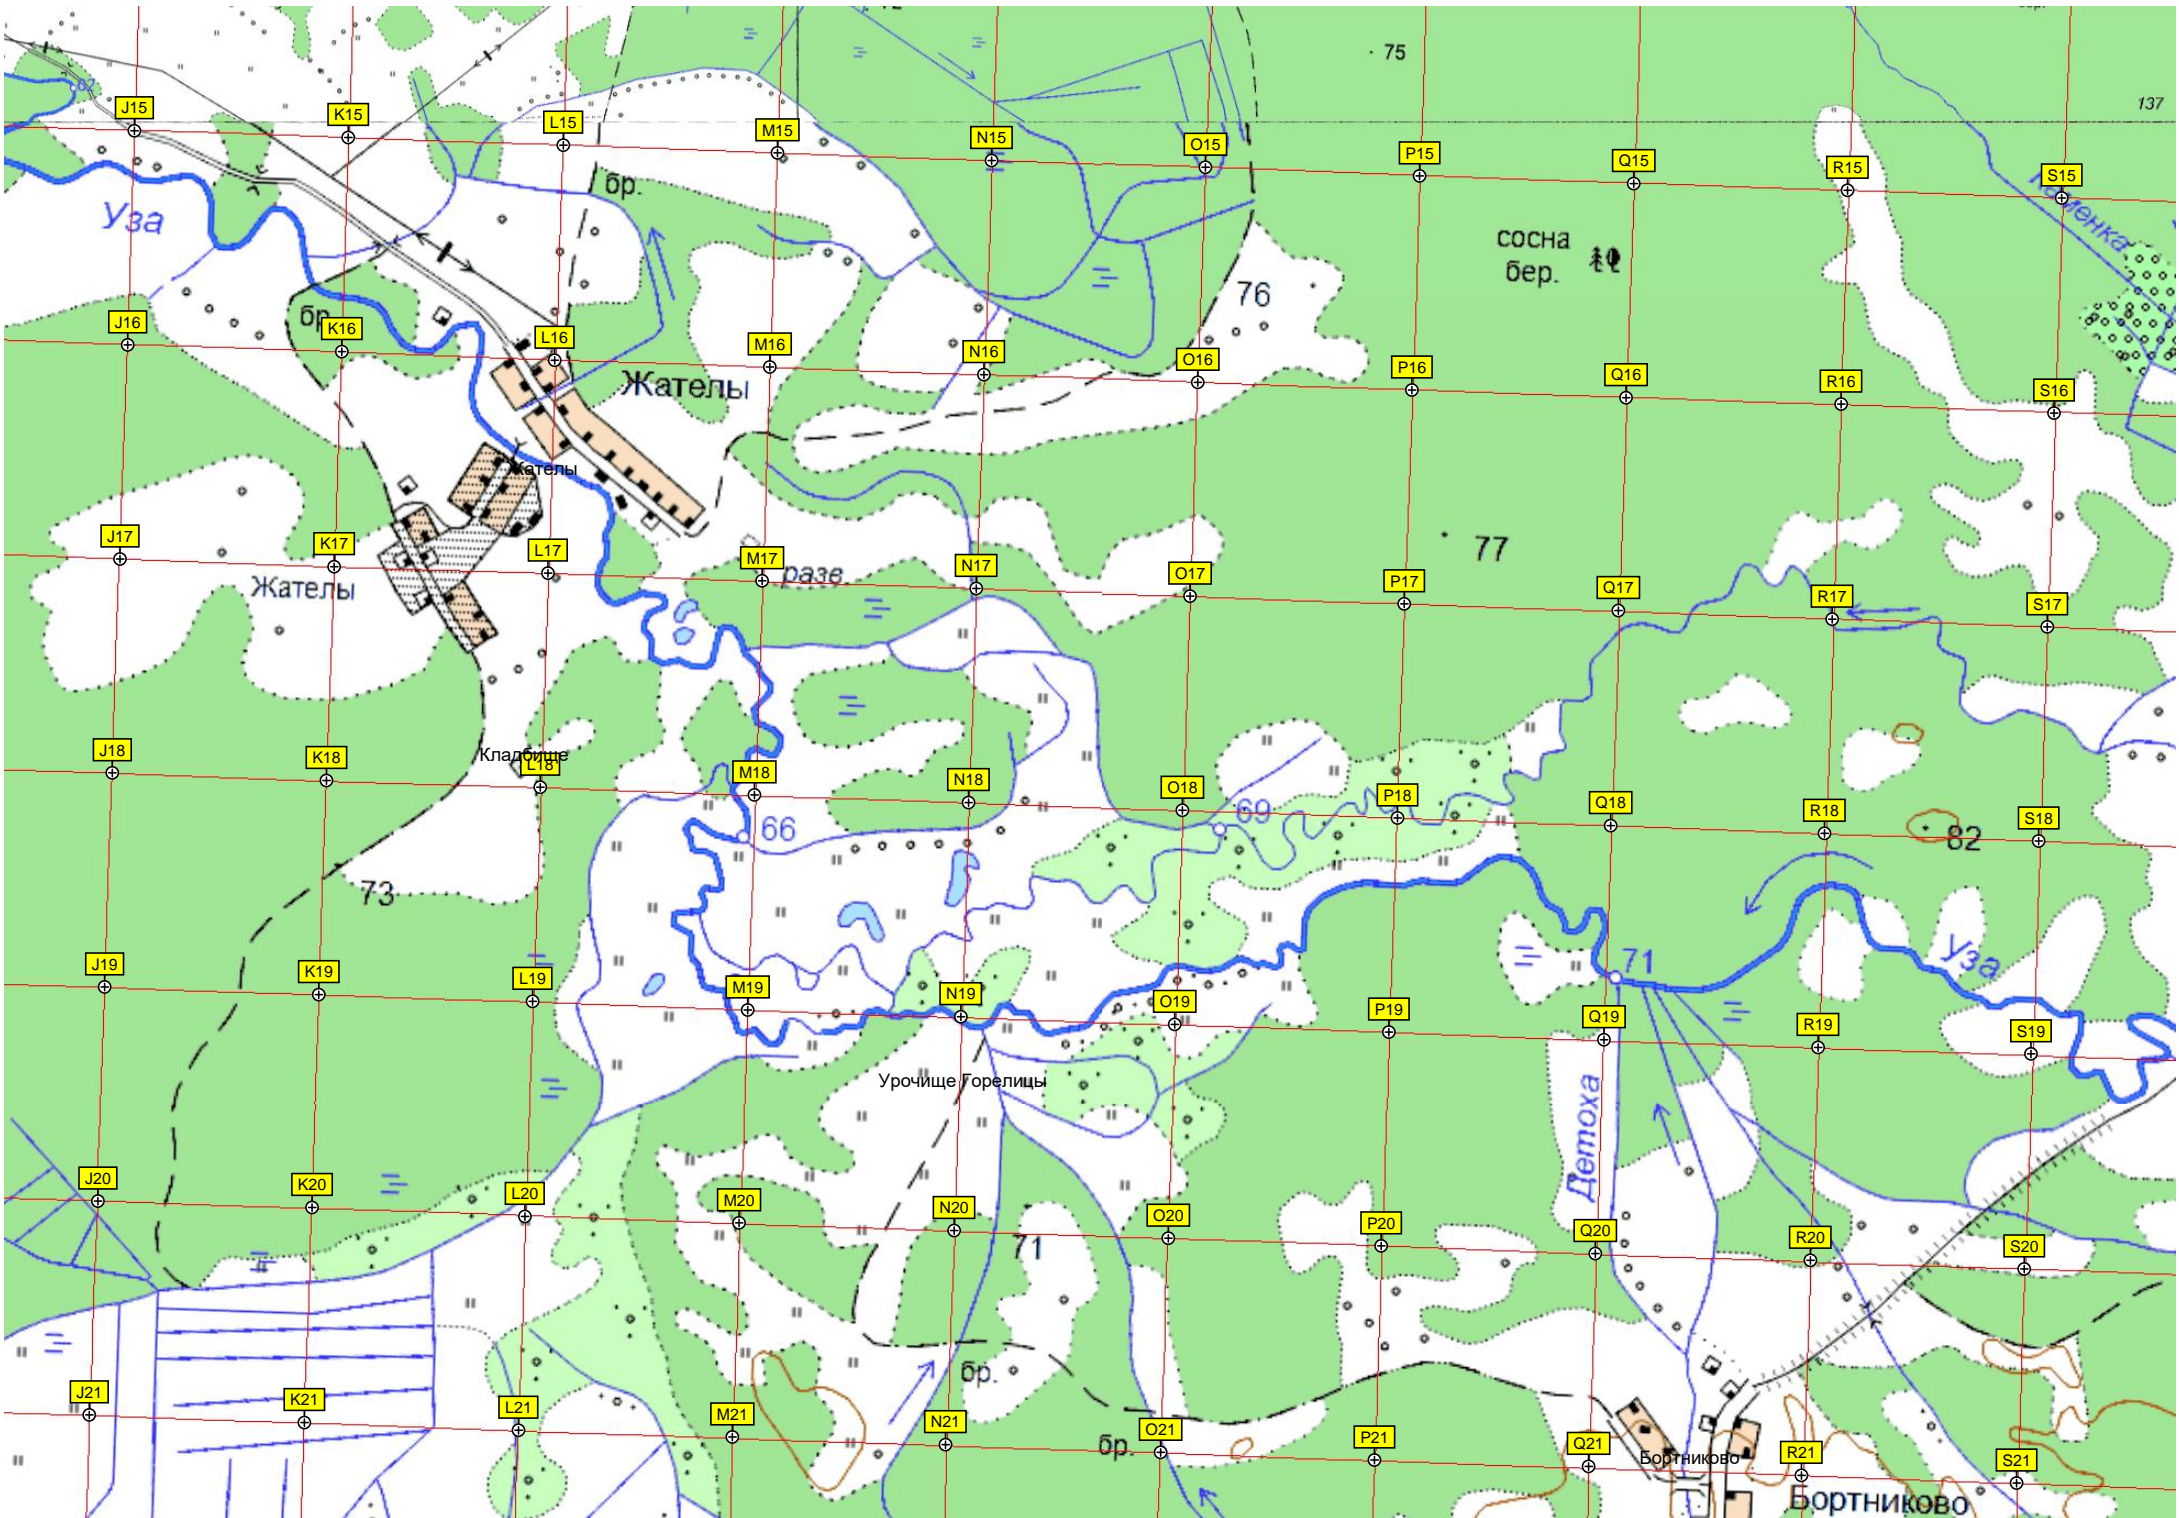 75
137
62
J15
K15
L15
M15
N15
O15
P15
Q15
R15
S15
бр.
Уза
Каменка
сосна
бер.
76
бр.
J16
K16
L16
M16
N16
O16
P16
Q16
R16
S16
Жателы
Жателы
77
J17
K17
L17
M17
N17
O17
P17
Q17
R17
S17
разв.
Жателы
Кладбище
J18
K18
L18
M18
N18
O18
P18
Q18
R18
S18
66
69
82
73
71
Уза
J19
K19
L19
M19
N19
O19
P19
Q19
R19
S19
Урочище Горелицы
Детоха
J20
K20
L20
M20
N20
O20
P20
Q20
R20
S20
71
бр.
J21
K21
L21
M21
N21
O21
P21
Q21
R21
S21
бр.
Бортниково
Бортниково